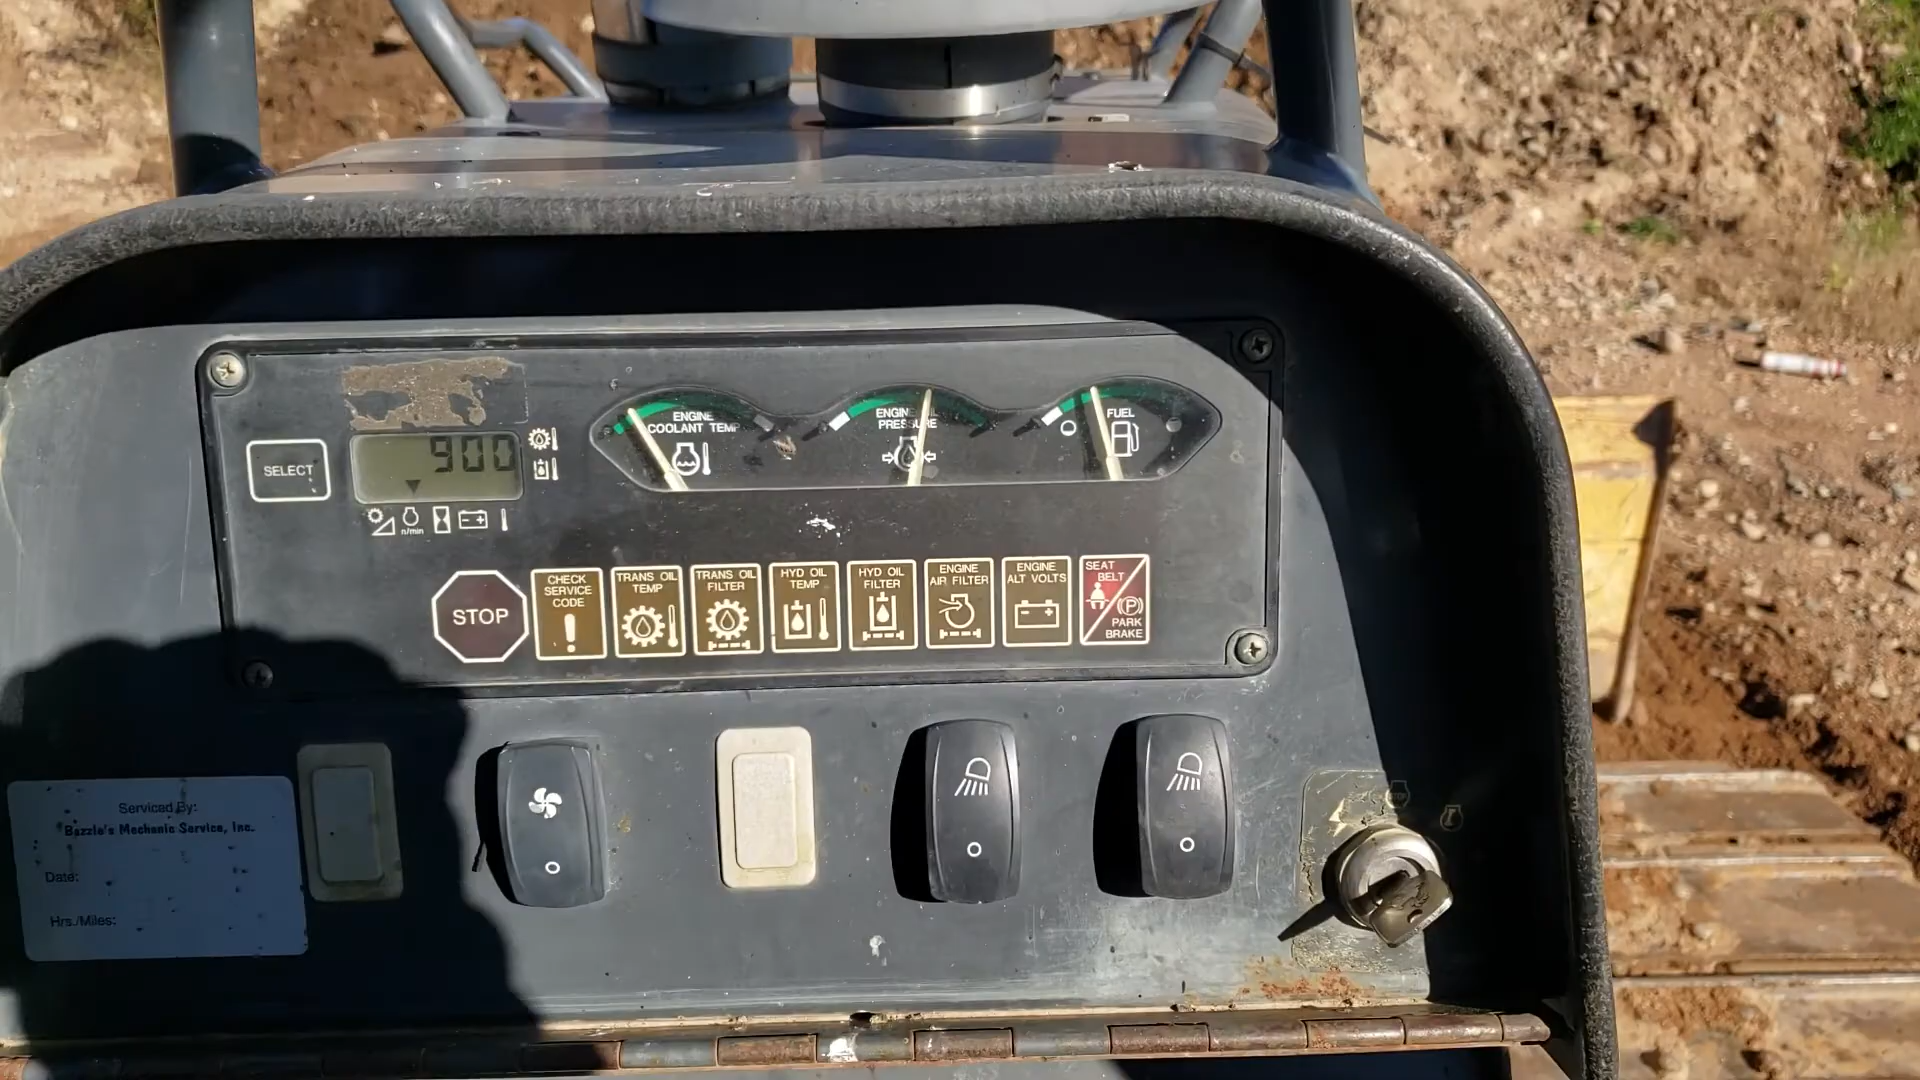 SELECT
900
n/min
ENGINE
COOLANT TEMP
ENGINE OIL
PRESSURE
FUEL
STOP
CHECK
SERVICE
CODE
!
TRANS OIL
TEMP
TRANS OIL
FILTER
HYD OIL
TEMP
HYD OIL
FILTER
ENGINE
AIR FILTER
ENGINE
ALT VOLTS
SEAT
BELT
(P)
PARK
BRAKE
Serviced By:
Bazzle's Mechanic Service, Inc.
Date:
Hrs./Miles: